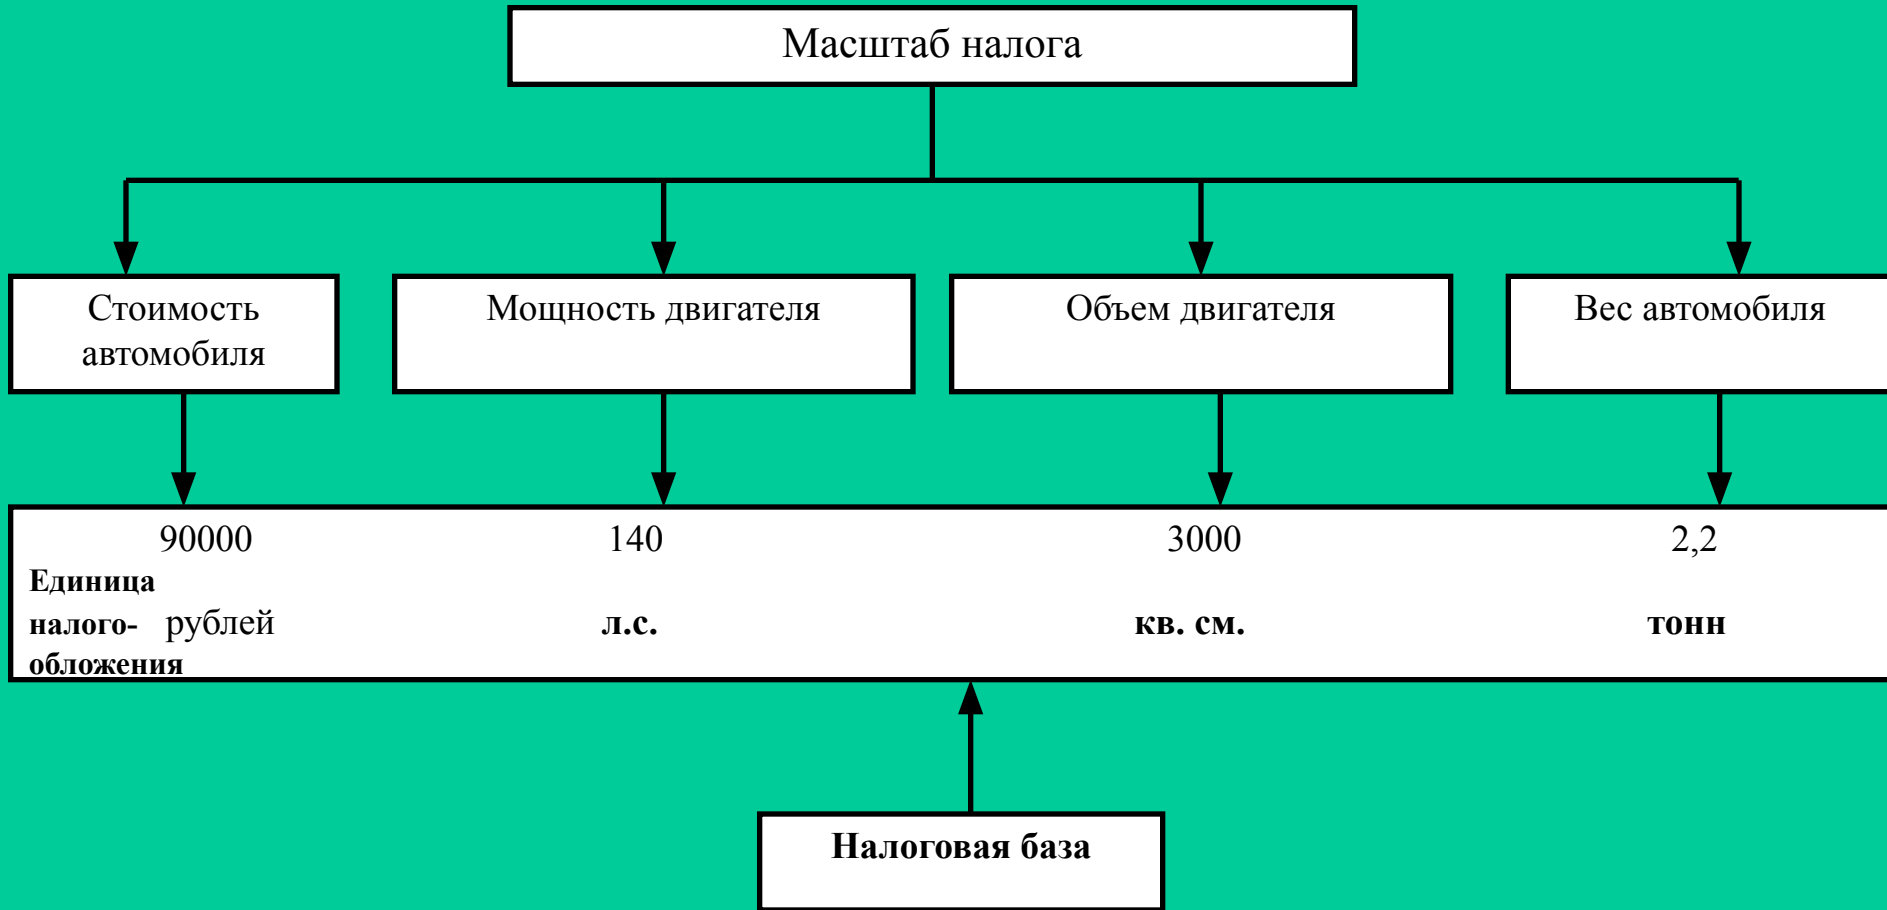 Масштаб налога
Стоимость
автомобиля
Мощность двигателя
Объем двигателя
Вес автомобиля
90000 140 3000 2,2
Единица
налого- рублей л.с. кв. см. тонн
обложения
Налоговая база